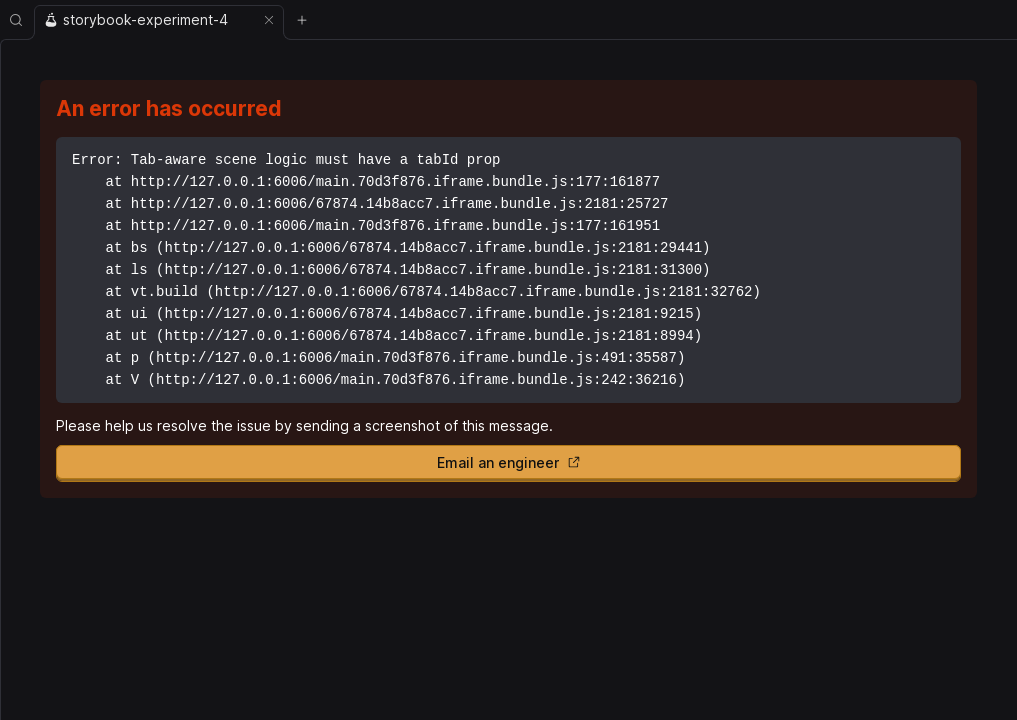 storybook-experiment-4
An error has occurred
Error: Tab-aware scene logic must have a tabId prop
    at http://127.0.0.1:6006/main.70d3f876.iframe.bundle.js:177:161877
    at http://127.0.0.1:6006/67874.14b8acc7.iframe.bundle.js:2181:25727
    at http://127.0.0.1:6006/main.70d3f876.iframe.bundle.js:177:161951
    at bs (http://127.0.0.1:6006/67874.14b8acc7.iframe.bundle.js:2181:29441)
    at ls (http://127.0.0.1:6006/67874.14b8acc7.iframe.bundle.js:2181:31300)
    at vt.build (http://127.0.0.1:6006/67874.14b8acc7.iframe.bundle.js:2181:32762)
    at ui (http://127.0.0.1:6006/67874.14b8acc7.iframe.bundle.js:2181:9215)
    at ut (http://127.0.0.1:6006/67874.14b8acc7.iframe.bundle.js:2181:8994)
    at p (http://127.0.0.1:6006/main.70d3f876.iframe.bundle.js:491:35587)
    at V (http://127.0.0.1:6006/main.70d3f876.iframe.bundle.js:242:36216)
Please help us resolve the issue by sending a screenshot of this message.
Email an engineer